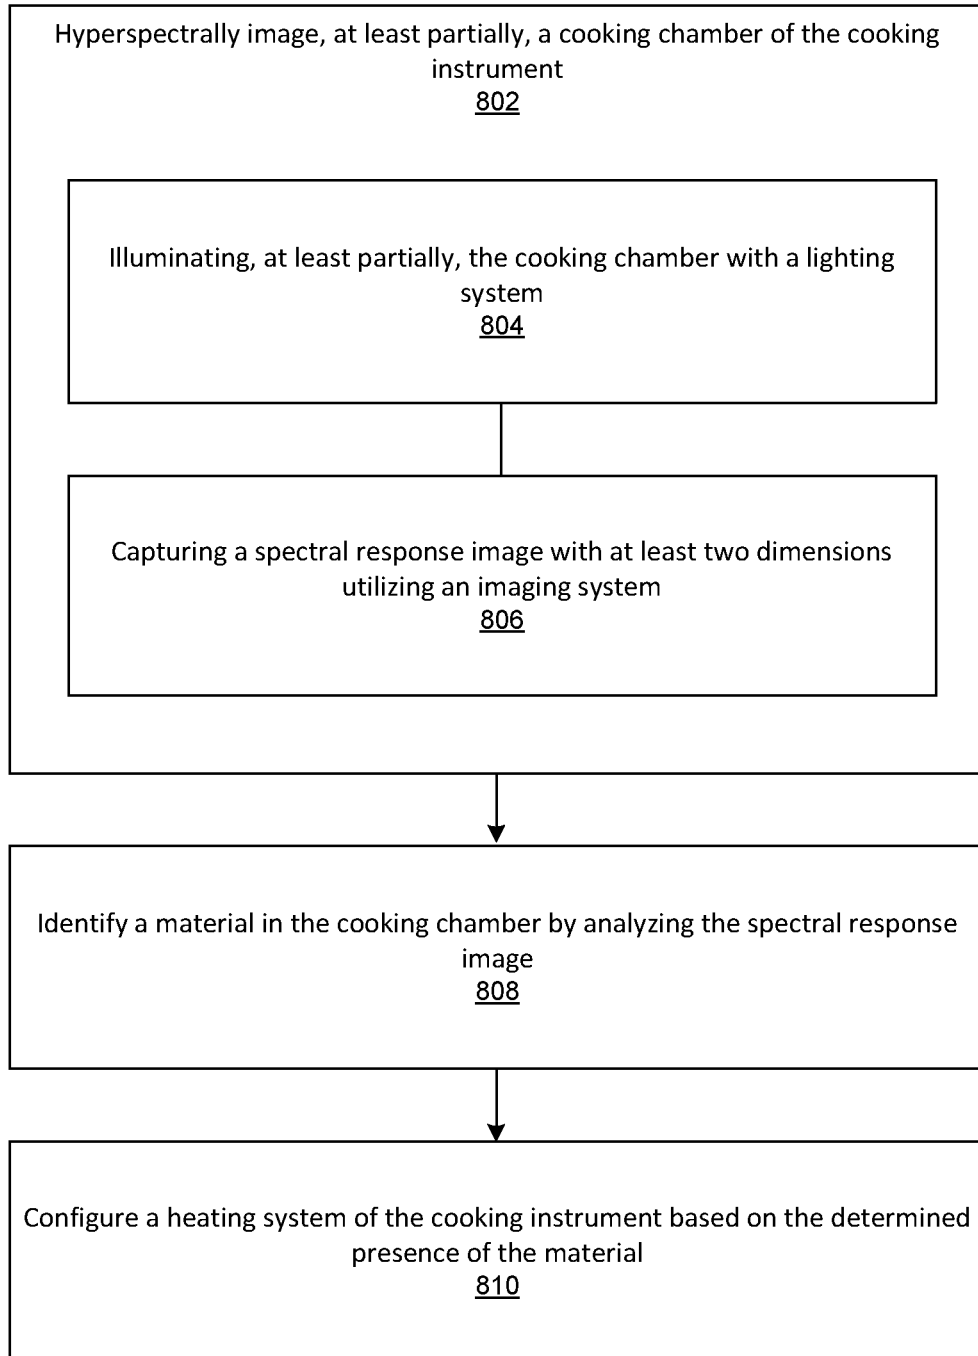 Hyperspectrally image, at least partially, a cooking chamber of the cooking
instrument
802
Illuminating, at least partially, the cooking chamber with a lighting
system
804
Capturing a spectral response image with at least two dimensions
utilizing an imaging system
806
Identify a material in the cooking chamber by analyzing the spectral response
image
808
Configure a heating system of the cooking instrument based on the determined
presence of the material
810